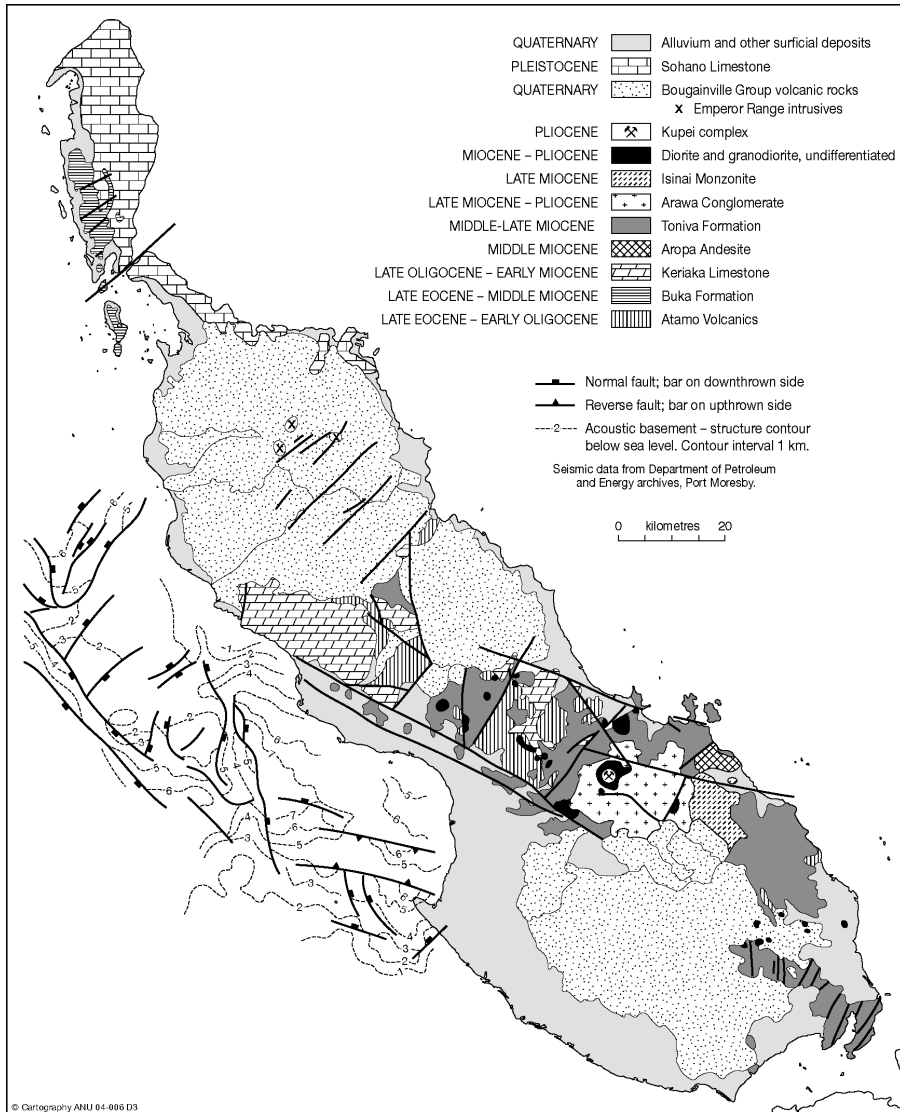 QUATERNARY Alluvium and other surficial deposits
PLEISTOCENE Sohano Limestone
QUATERNARY Bougainville Group volcanic rocks
x Emperor Range intrusives
PLIOCENE Kupei complex
MIOCENE – PLIOCENE Diorite and granodiorite, undifferentiated
LATE MIOCENE Isinai Monzonite
LATE MIOCENE – PLIOCENE Arawa Conglomerate
MIDDLE-LATE MIOCENE Toniva Formation
MIDDLE MIOCENE Aropa Andesite
LATE OLIGOCENE – EARLY MIOCENE Keriaka Limestone
LATE EOCENE – MIDDLE MIOCENE Buka Formation
LATE EOCENE – EARLY OLIGOCENE Atamo Volcanics
Normal fault; bar on downthrown side
Reverse fault; bar on upthrown side
2 Acoustic basement – structure contour
below sea level. Contour interval 1 km.
Seismic data from Department of Petroleum
and Energy archives, Port Moresby.
0 kilometres 20
© Cartography ANU 04-006 D3